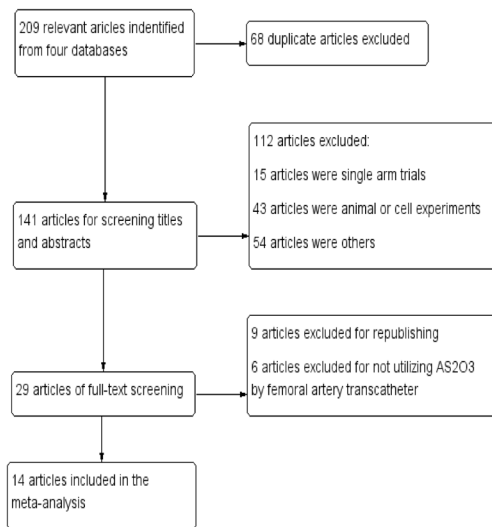 209 relevant aricles indentified
from four databases
68 duplicate articles excluded
112 articles excluded:
15 articles were single arm trials
43 articles were animal or cell experiments
54 articles were others
141 articles for screening titles
and abstracts
9 articles excluded for republishing
6 articles excluded for not utilizing AS2O3
by femoral artery transcatheter
29 articles of full-text screening
14 articles included in the
meta-analysis